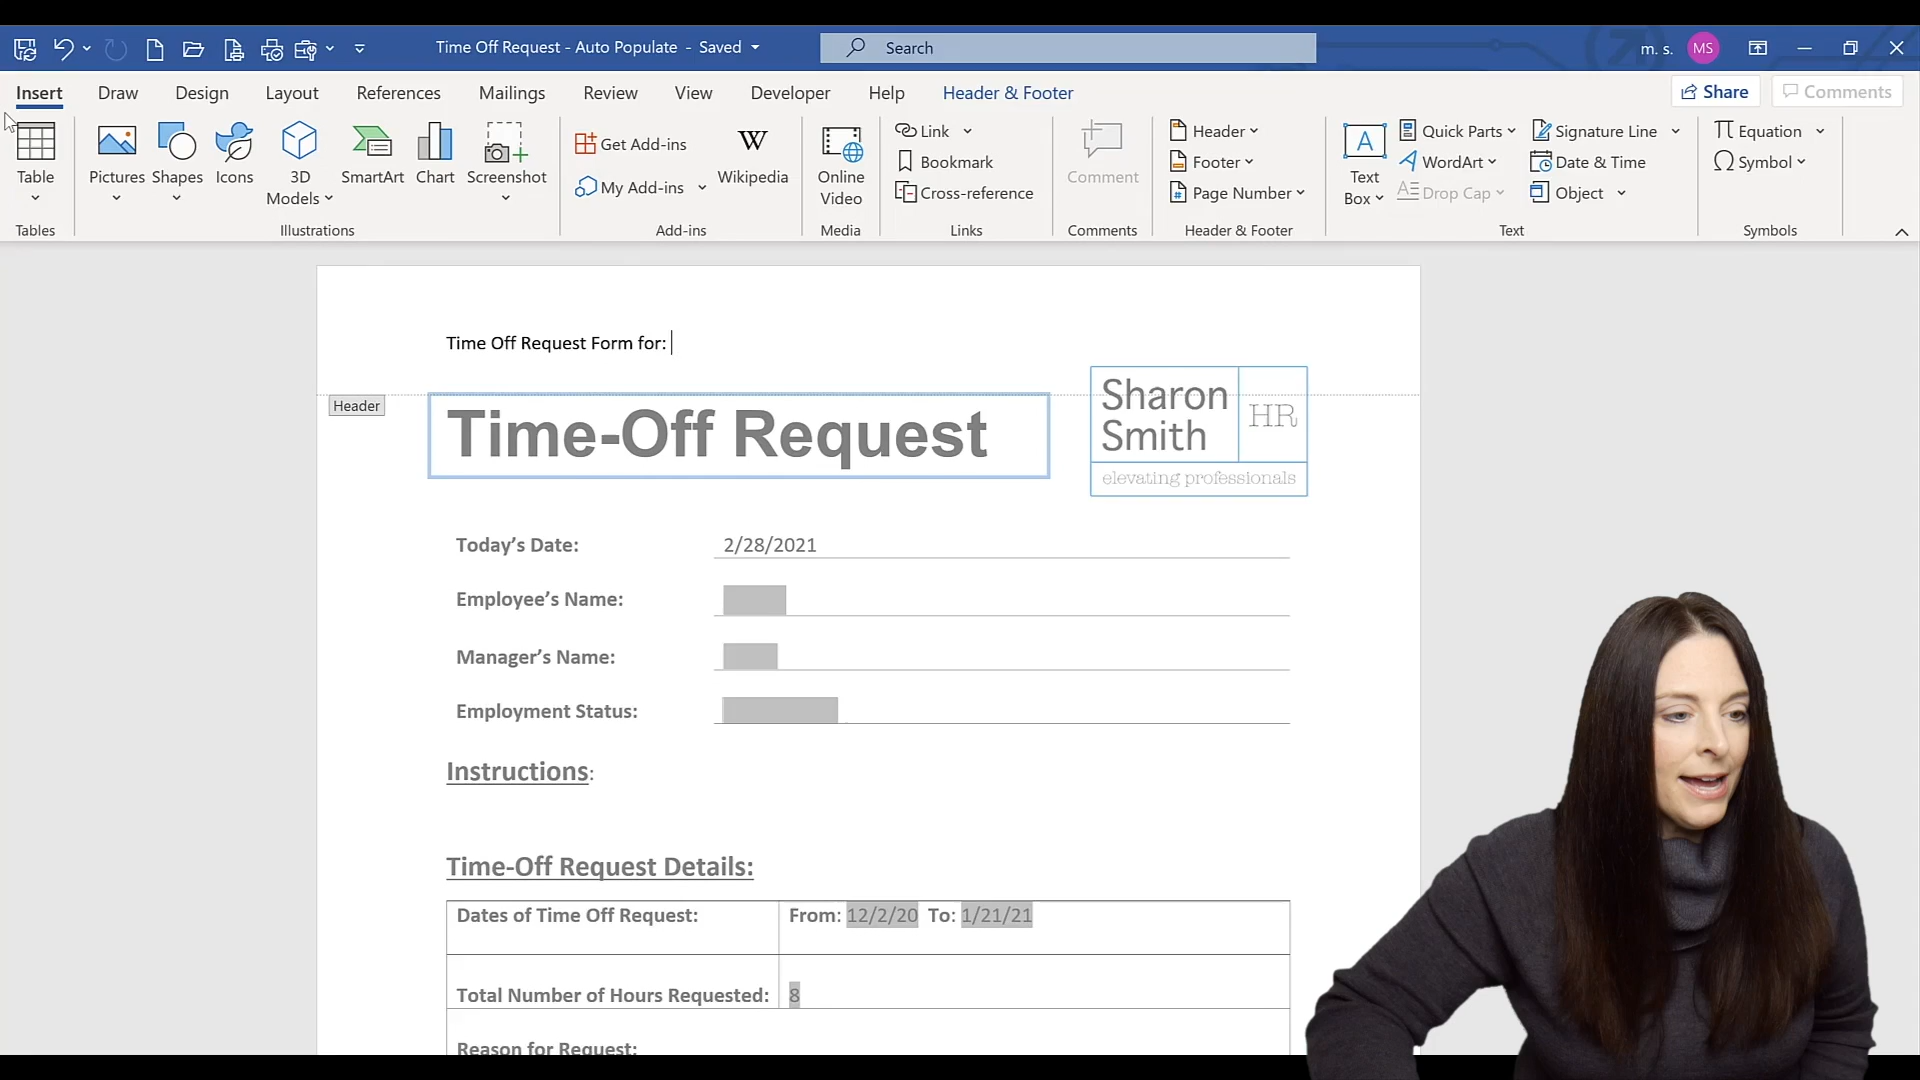 Time Off Request - Auto Populate - Saved
Search
m. s.
MS
Insert Draw Design Layout References Mailings Review View Developer Help Header & Footer
Share
Comments
Table
Pictures
Shapes
Icons
3D
Models
SmartArt
Chart
Screenshot
Get Add-ins
My Add-ins
W
Wikipedia
Online
Video
Link
Bookmark
Cross-reference
Comment
Header
Footer
Page Number
A
Text
Box
Quick Parts
WordArt
Drop Cap
Signature Line
Date & Time
Object
π Equation
Ω Symbol
Tables
Illustrations
Add-ins
Media
Links
Comments
Header & Footer
Text
Symbols
Time Off Request Form for:
Header
Time-Off Request
Sharon
Smith
HR
elevating professionals
Today's Date: 2/28/2021
Employee's Name:
Manager's Name:
Employment Status:
Instructions:
Time-Off Request Details:
Dates of Time Off Request: From: 12/2/20 To: 1/21/21
Total Number of Hours Requested: 8
Reason for Request: